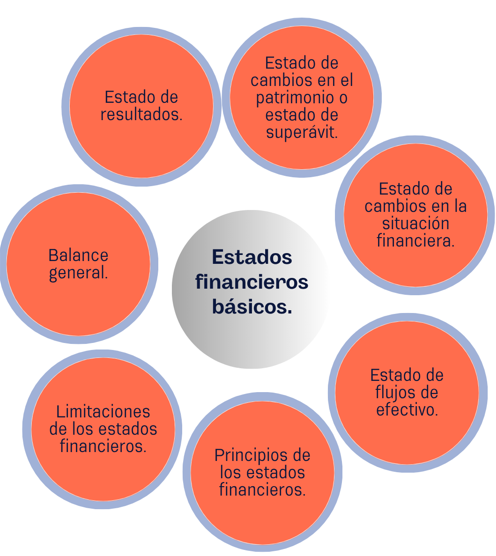 Estado de
resultados.
Estado de
cambios en el
patrimonio o
estado de
superávit.
Estado de
cambios en la
situación
financiera.
Balance
general.
Estados
financieros
básicos.
Estado de
flujos de
efectivo.
Limitaciones
de los estados
financieros.
Principios de
los estados
financieros.